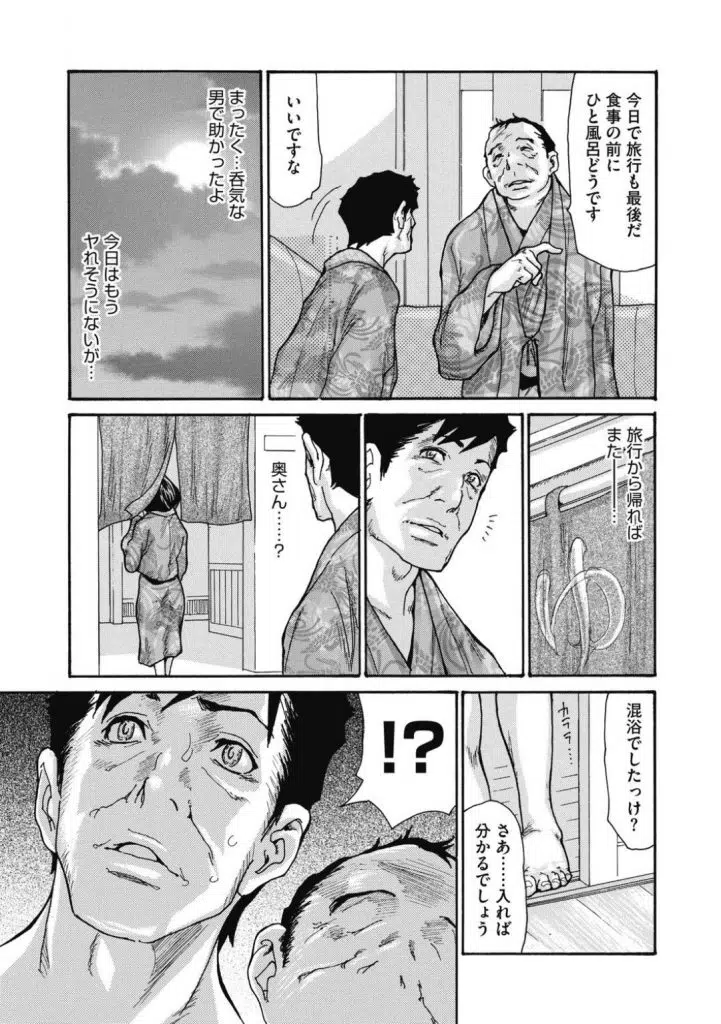 今日で旅行も最後だ
食事の前に
ひと風呂どうです
いいですな
まったく…呑気な
男で助かったよ
今日はもう
ヤれそうにないが…
旅行から帰れば
また――…
ゆ
奥さん……？
混浴でしたっけ？
カララ…
さあ……入れば
分かるでしょう
!?